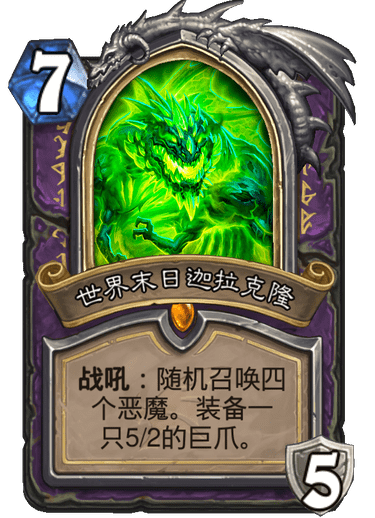 7
世界末日迦拉克隆
战吼：随机召唤四
个恶魔。装备一
只5/2的巨爪。
5